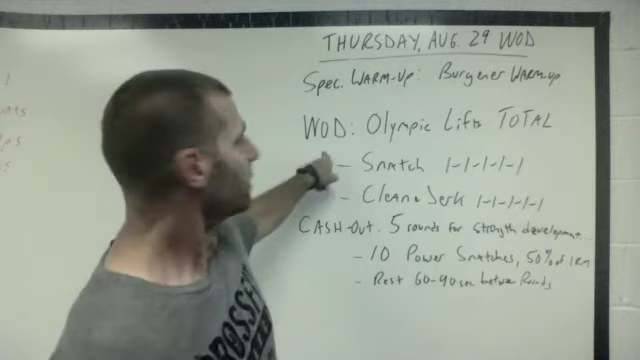 THURSDAY, AUG. 29 WOD
SPEC. WARM-UP: Burgener WARM-up
WOD: Olympic Lifts TOTAL
- Snatch 1-1-1-1-1
- Clean & Jerk 1-1-1-1-1
CASH-OUT. 5 rounds for strength development...
- 10 Power Snatches, 50% of 1RM
- Rest 60-90 sec between Rounds
CROSSFIT